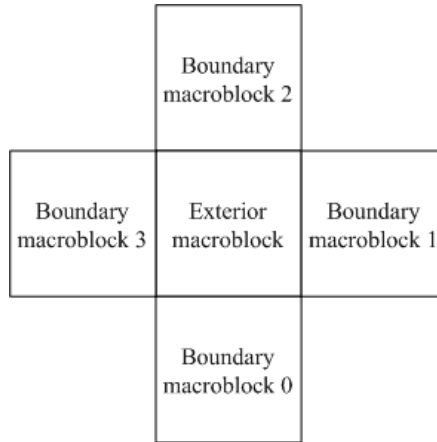 Boundary
macroblock 2
Boundary
macroblock 3
Exterior
macroblock
Boundary
macroblock 1
Boundary
macroblock 0